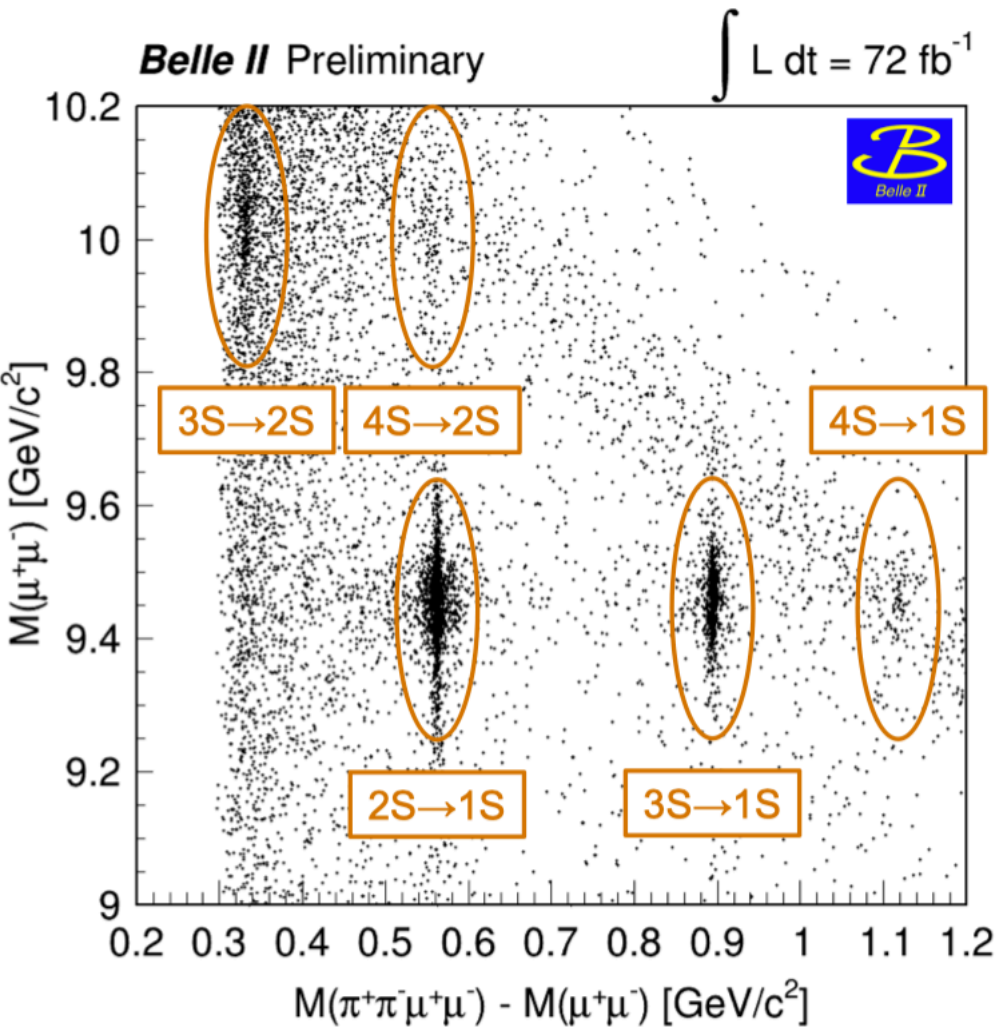 Belle II Preliminary
∫ L dt = 72 fb⁻¹
Belle II
10.2
10
9.8
9.6
9.4
9.2
9
M(μ⁺μ⁻) [GeV/c²]
3S→2S
4S→2S
4S→1S
2S→1S
3S→1S
0.2 0.3 0.4 0.5 0.6 0.7 0.8 0.9 1 1.1 1.2
M(π⁺π⁻μ⁺μ⁻) - M(μ⁺μ⁻) [GeV/c²]